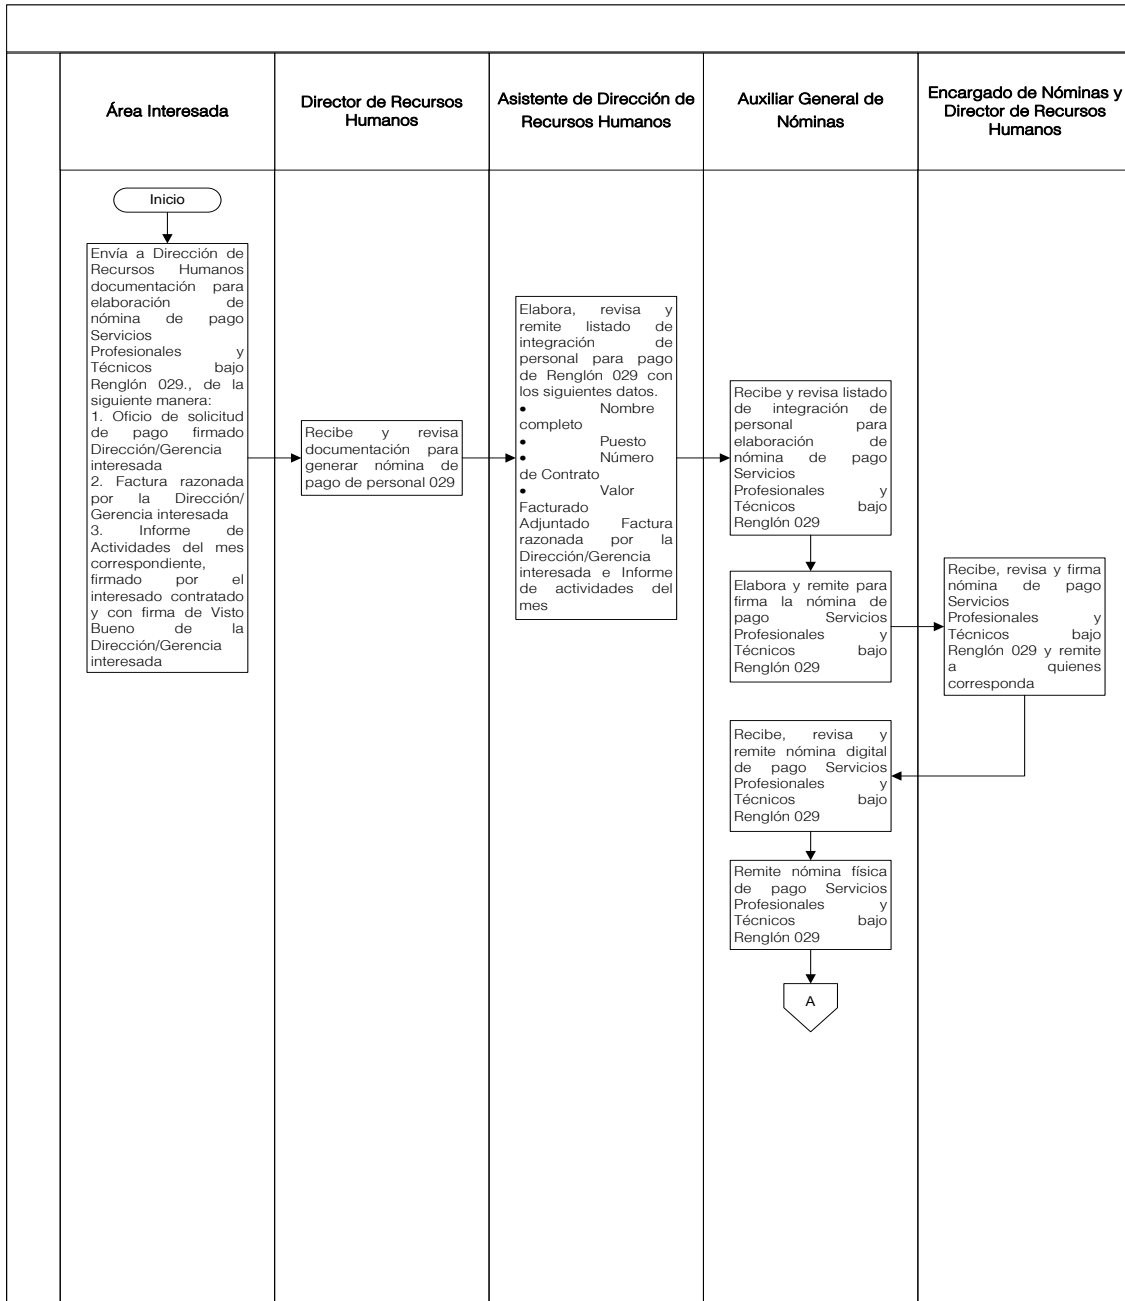 Área Interesada
Director de Recursos
Humanos
Asistente de Dirección de
Recursos Humanos
Auxiliar General de
Nóminas
Encargado de Nóminas y
Director de Recursos
Humanos
Inicio
Envía a Dirección de
Recursos Humanos
documentación para
elaboración de
nómina de pago
Servicios
Profesionales y
Técnicos bajo
Renglón 029., de la
siguiente manera:
1. Oficio de solicitud
de pago firmado
Dirección/Gerencia
interesada
2. Factura razonada
por la Dirección/
Gerencia interesada
3. Informe de
Actividades del mes
correspondiente,
firmado por el
interesado contratado
y con firma de Visto
Bueno de la
Dirección/Gerencia
interesada
Recibe y revisa
documentación para
generar nómina de
pago de personal 029
Elabora, revisa y
remite listado de
integración de
personal para pago
de Renglón 029 con
los siguientes datos.
• Nombre
completo
• Puesto
• Número
de Contrato
• Valor
Facturado
Adjuntado Factura
razonada por la
Dirección/Gerencia
interesada e Informe
de actividades del
mes
Recibe y revisa listado
de integración de
personal para
elaboración de
nómina de pago
Servicios
Profesionales y
Técnicos bajo
Renglón 029
Elabora y remite para
firma la nómina de
pago Servicios
Profesionales y
Técnicos bajo
Renglón 029
Recibe, revisa y firma
nómina de pago
Servicios
Profesionales y
Técnicos bajo
Renglón 029 y remite
a quienes
corresponda
Recibe, revisa y
remite nómina digital
de pago Servicios
Profesionales y
Técnicos bajo
Renglón 029
Remite nómina física
de pago Servicios
Profesionales y
Técnicos bajo
Renglón 029
A